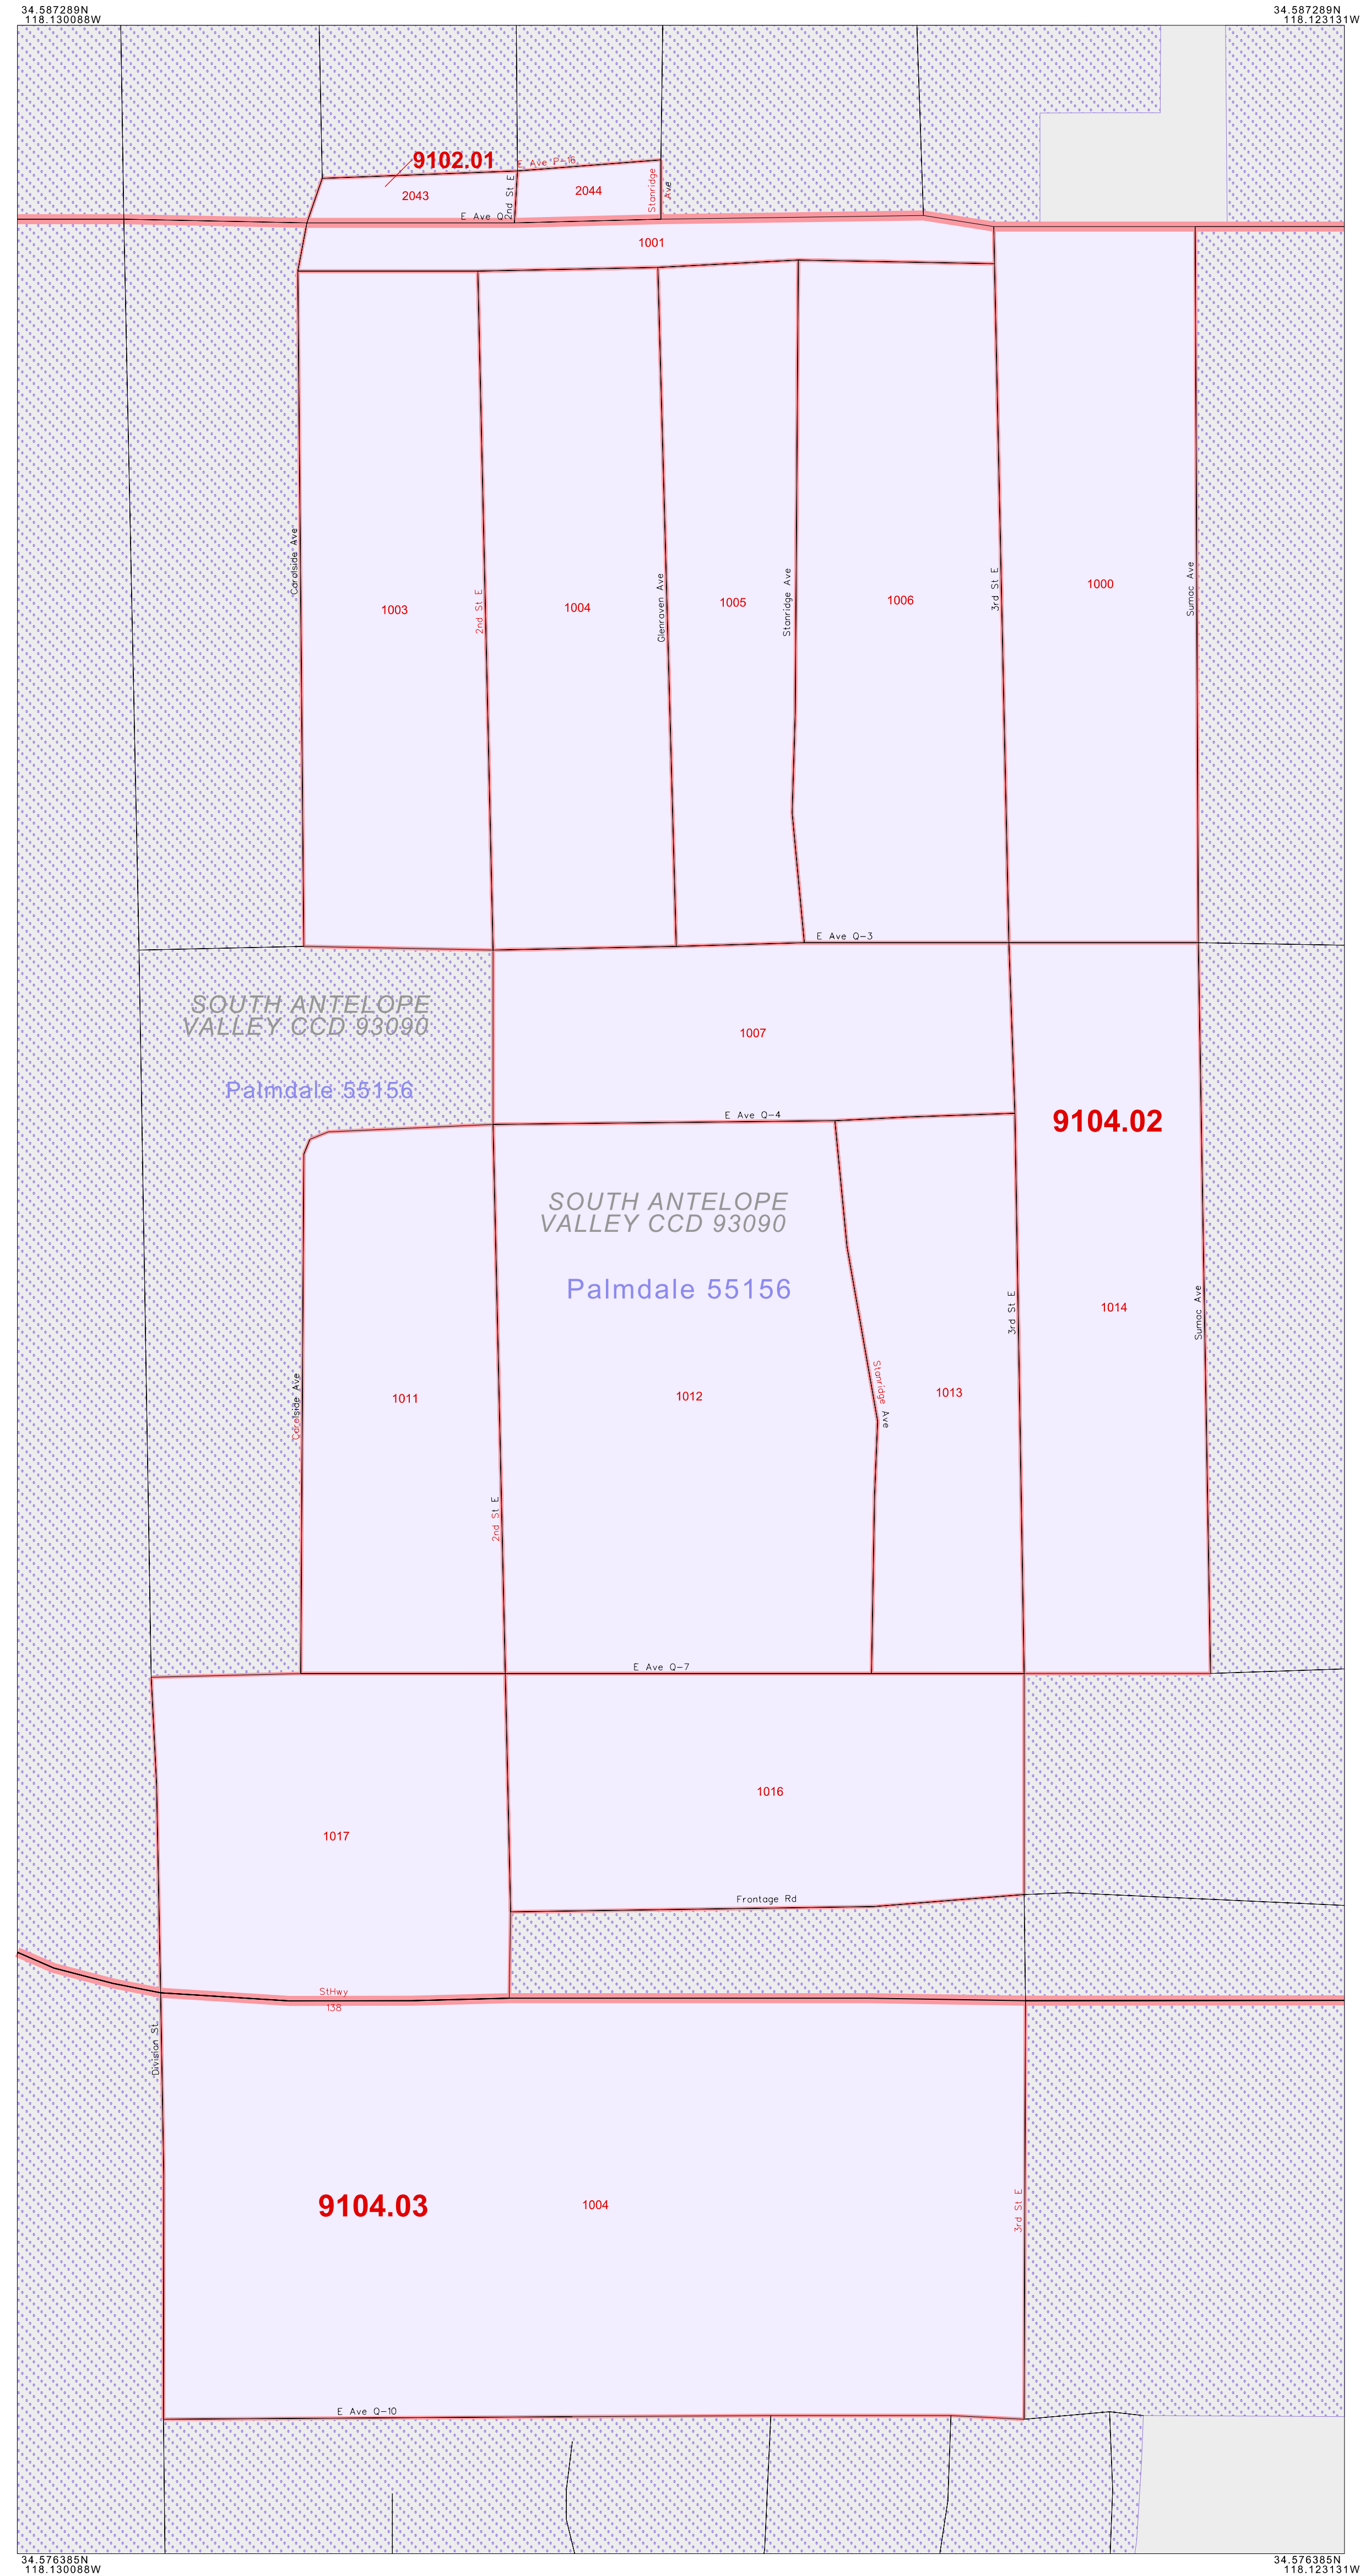 34.587289N
118.130088W
34.587289N
118.123131W
9102.01
E Ave P-16
2043
2nd St E
2044
Stanridge
Ave
E Ave Q
1001
Carolside Ave
1003
2nd St E
1004
Glenraven Ave
1005
Stanridge Ave
1006
3rd St E
1000
Sumac Ave
E Ave Q-3
SOUTH ANTELOPE
VALLEY CCD 93090
Palmdale 55156
1007
E Ave Q-4
9104.02
SOUTH ANTELOPE
VALLEY CCD 93090
Palmdale 55156
Carolside Ave
1011
2nd St E
1012
Stanridge Ave
1013
3rd St E
1014
Sumac Ave
E Ave Q-7
1016
1017
Frontage Rd
StHwy
138
Division St
9104.03
1004
3rd St E
E Ave Q-10
34.576385N
118.130088W
34.576385N
118.123131W